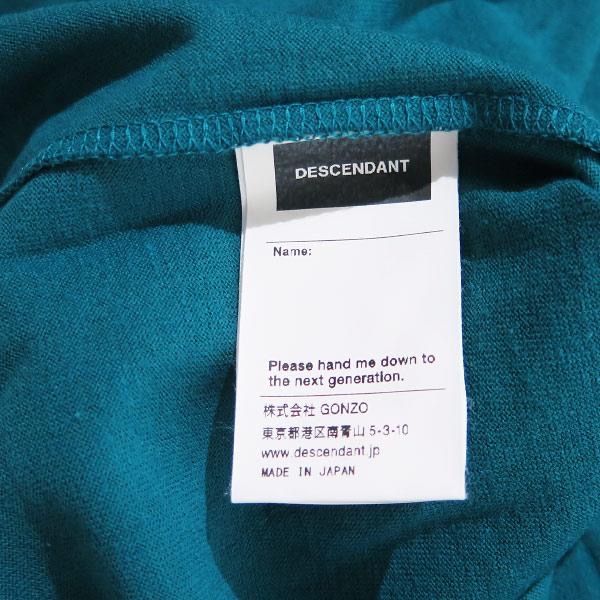 DESCENDANT
Name:
Please hand me down to
the next generation.
株式会社 GONZO
東京都港区南青山 5-3-10
www.descendant.jp
MADE IN JAPAN